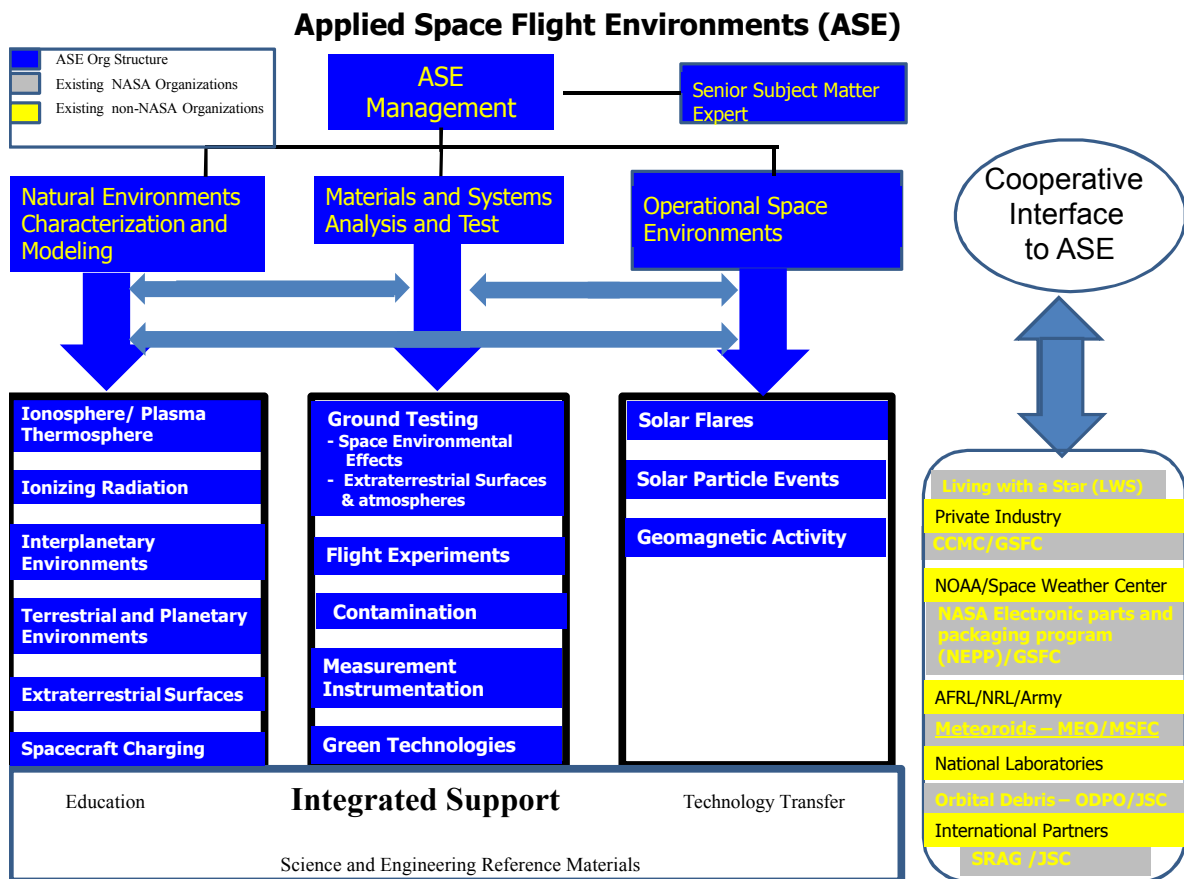 Applied Space Flight Environments (ASE)
ASE Org Structure
Existing NASA Organizations
Existing non-NASA Organizations
ASE
Management
Senior Subject Matter
Expert
Natural Environments
Characterization and
Modeling
Materials and Systems
Analysis and Test
Operational Space
Environments
Cooperative
Interface
to ASE
Ionosphere/ Plasma
Thermosphere
Ionizing Radiation
Interplanetary
Environments
Terrestrial and Planetary
Environments
Extraterrestrial Surfaces
Spacecraft Charging
Ground Testing
- Space Environmental
Effects
- Extraterrestrial Surfaces
& atmospheres
Flight Experiments
Contamination
Measurement
Instrumentation
Green Technologies
Solar Flares
Solar Particle Events
Geomagnetic Activity
Living with a Star (LWS)
Private Industry
CCMC/GSFC
NOAA/Space Weather Center
NASA Electronic parts and
packaging program
(NEPP)/GSFC
AFRL/NRL/Army
Meteoroids – MEO/MSFC
National Laboratories
Orbital Debris – ODPO/JSC
International Partners
SRAG /JSC
Education
Integrated Support
Technology Transfer
Science and Engineering Reference Materials